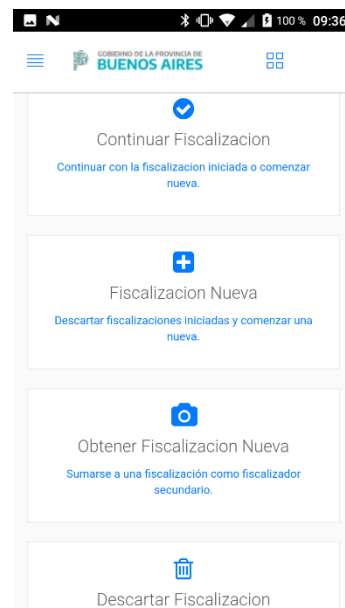 100 % 09:36
GOBIERNO DE LA PROVINCIA DE
BUENOS AIRES
Continuar Fiscalizacion
Continuar con la fiscalizacion iniciada o comenzar
nueva.
Fiscalizacion Nueva
Descartar fiscalizaciones iniciadas y comenzar una
nueva.
Obtener Fiscalizacion Nueva
Sumarse a una fiscalización como fiscalizador
secundario.
Descartar Fiscalizacion